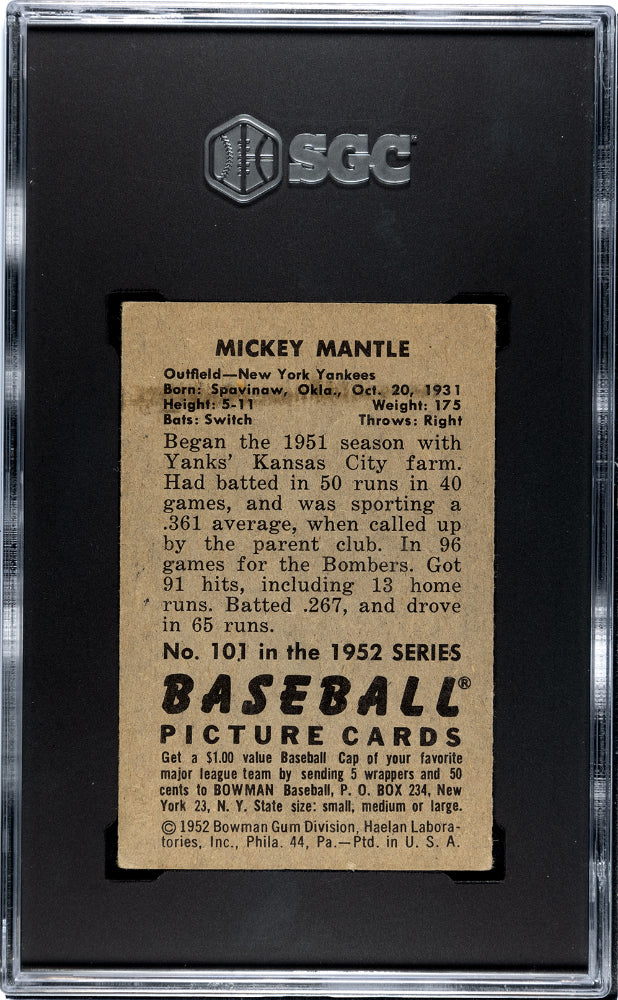 SGC
MICKEY MANTLE
Outfield—New York Yankees
Born: Spavinaw, Okla., Oct. 20, 1931
Height: 5-11 Weight: 175
Bats: Switch Throws: Right
Began the 1951 season with
Yanks' Kansas City farm.
Had batted in 50 runs in 40
games, and was sporting a
.361 average, when called up
by the parent club. In 96
games for the Bombers. Got
91 hits, including 13 home
runs. Batted .267, and drove
in 65 runs.
No. 101 in the 1952 SERIES
BASEBALL®
PICTURE CARDS
Get a $1.00 value Baseball Cap of your favorite
major league team by sending 5 wrappers and 50
cents to BOWMAN Baseball, P. O. BOX 234, New
York 23, N. Y. State size: small, medium or large.
© 1952 Bowman Gum Division, Haelan Labora-
tories, Inc., Phila. 44, Pa.—Ptd. in U. S. A.